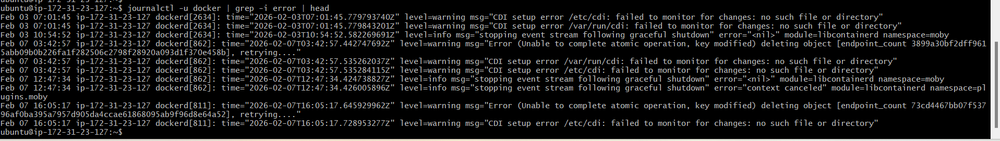 ubuntu@ip-172-31-23-127:~$ journalctl -u docker | grep -i error | head
Feb 03 07:01:45 ip-172-31-23-127 dockerd[2634]: time="2026-02-03T07:01:45.779793740Z" level=warning msg="CDI setup error /etc/cdi: failed to monitor for changes: no such file or directory"
Feb 03 07:01:45 ip-172-31-23-127 dockerd[2634]: time="2026-02-03T07:01:45.779843201Z" level=warning msg="CDI setup error /var/run/cdi: failed to monitor for changes: no such file or directory"
Feb 03 10:54:52 ip-172-31-23-127 dockerd[2634]: time="2026-02-03T10:54:52.582269691Z" level=info msg="stopping event stream following graceful shutdown" error="<nil>" module=libcontainerd namespace=moby
Feb 07 03:42:57 ip-172-31-23-127 dockerd[862]: time="2026-02-07T03:42:57.442747692Z" level=warning msg="Error (Unable to complete atomic operation, key modified) deleting object [endpoint_count 3899a30bf2dff961
5abb09b0b226fa1f282506c2798f28920a093d1f370e458b], retrying...."
Feb 07 03:42:57 ip-172-31-23-127 dockerd[862]: time="2026-02-07T03:42:57.535262037Z" level=warning msg="CDI setup error /var/run/cdi: failed to monitor for changes: no such file or directory"
Feb 07 03:42:57 ip-172-31-23-127 dockerd[862]: time="2026-02-07T03:42:57.535284115Z" level=warning msg="CDI setup error /etc/cdi: failed to monitor for changes: no such file or directory"
Feb 07 12:47:34 ip-172-31-23-127 dockerd[862]: time="2026-02-07T12:47:34.424738827Z" level=info msg="stopping event stream following graceful shutdown" error="<nil>" module=libcontainerd namespace=moby
Feb 07 12:47:34 ip-172-31-23-127 dockerd[862]: time="2026-02-07T12:47:34.426005896Z" level=info msg="stopping event stream following graceful shutdown" error="context canceled" module=libcontainerd namespace=pl
ugins.moby
Feb 07 16:05:17 ip-172-31-23-127 dockerd[811]: time="2026-02-07T16:05:17.645929962Z" level=warning msg="Error (Unable to complete atomic operation, key modified) deleting object [endpoint_count 73cd4467bb07f537
96af0ba395a7957d905da4ccae61868095ab9f96d8e64a52], retrying...."
Feb 07 16:05:17 ip-172-31-23-127 dockerd[811]: time="2026-02-07T16:05:17.728953277Z" level=warning msg="CDI setup error /etc/cdi: failed to monitor for changes: no such file or directory"
ubuntu@ip-172-31-23-127:~$